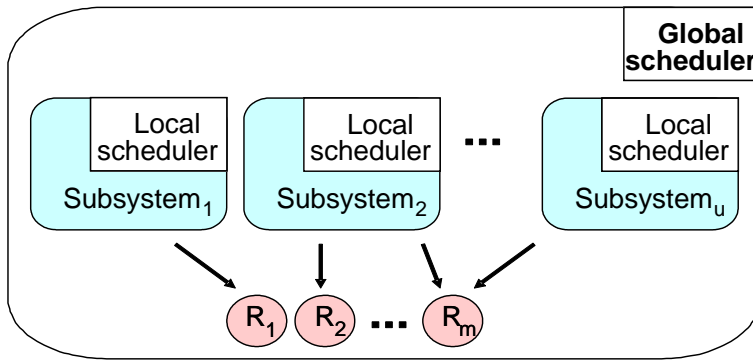 Global
scheduler
Local
scheduler
Subsystem1
Local
scheduler
Subsystem2
...
Local
scheduler
Subsystemu
R1
R2
...
Rm